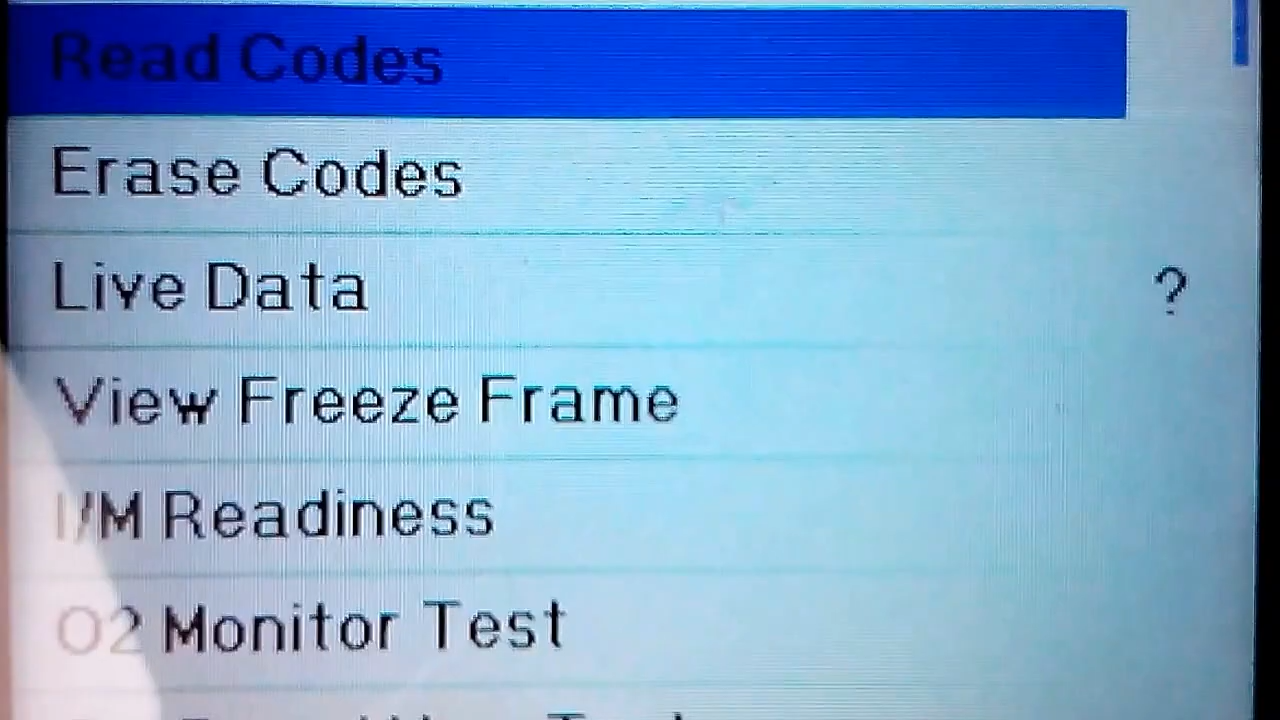 Read Codes
Erase Codes
Live Data
?
View Freeze Frame
I/M Readiness
O2 Monitor Test